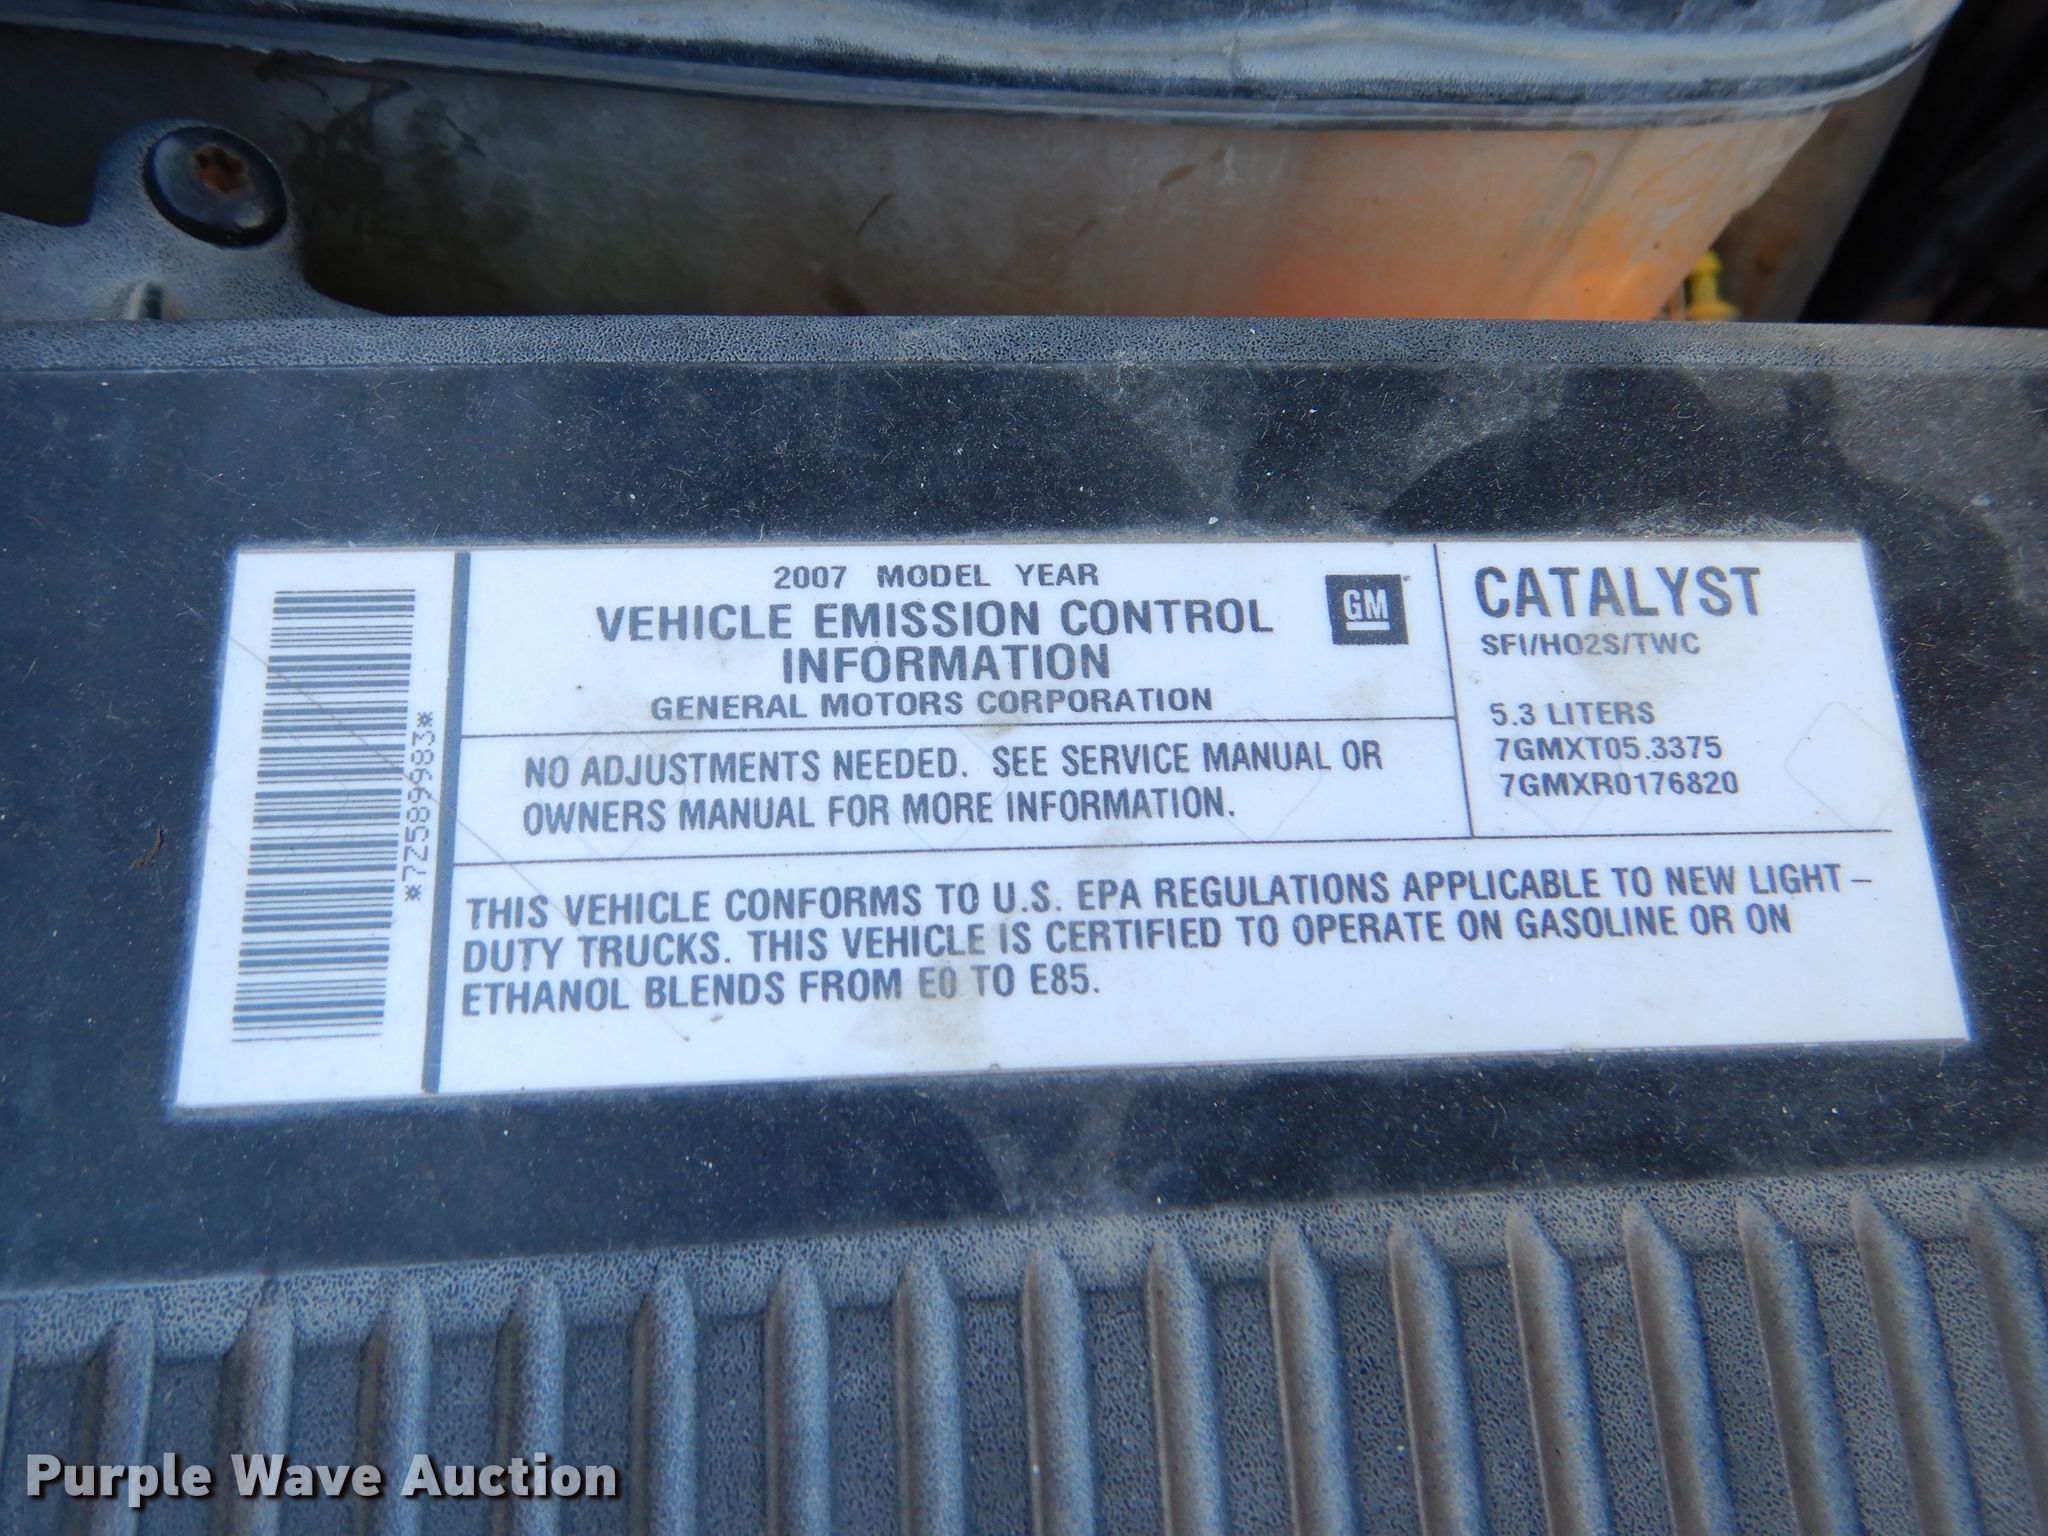 2007 MODEL YEAR
VEHICLE EMISSION CONTROL
INFORMATION
GENERAL MOTORS CORPORATION
GM
NO ADJUSTMENTS NEEDED. SEE SERVICE MANUAL OR
OWNERS MANUAL FOR MORE INFORMATION.
CATALYST
SFI/HO2S/TWC
5.3 LITERS
7GMXT05.3375
7GMXR0176820
THIS VEHICLE CONFORMS TO U.S. EPA REGULATIONS APPLICABLE TO NEW LIGHT-
DUTY TRUCKS. THIS VEHICLE IS CERTIFIED TO OPERATE ON GASOLINE OR ON
ETHANOL BLENDS FROM E0 TO E85.
*7Z589983*
Purple Wave Auction